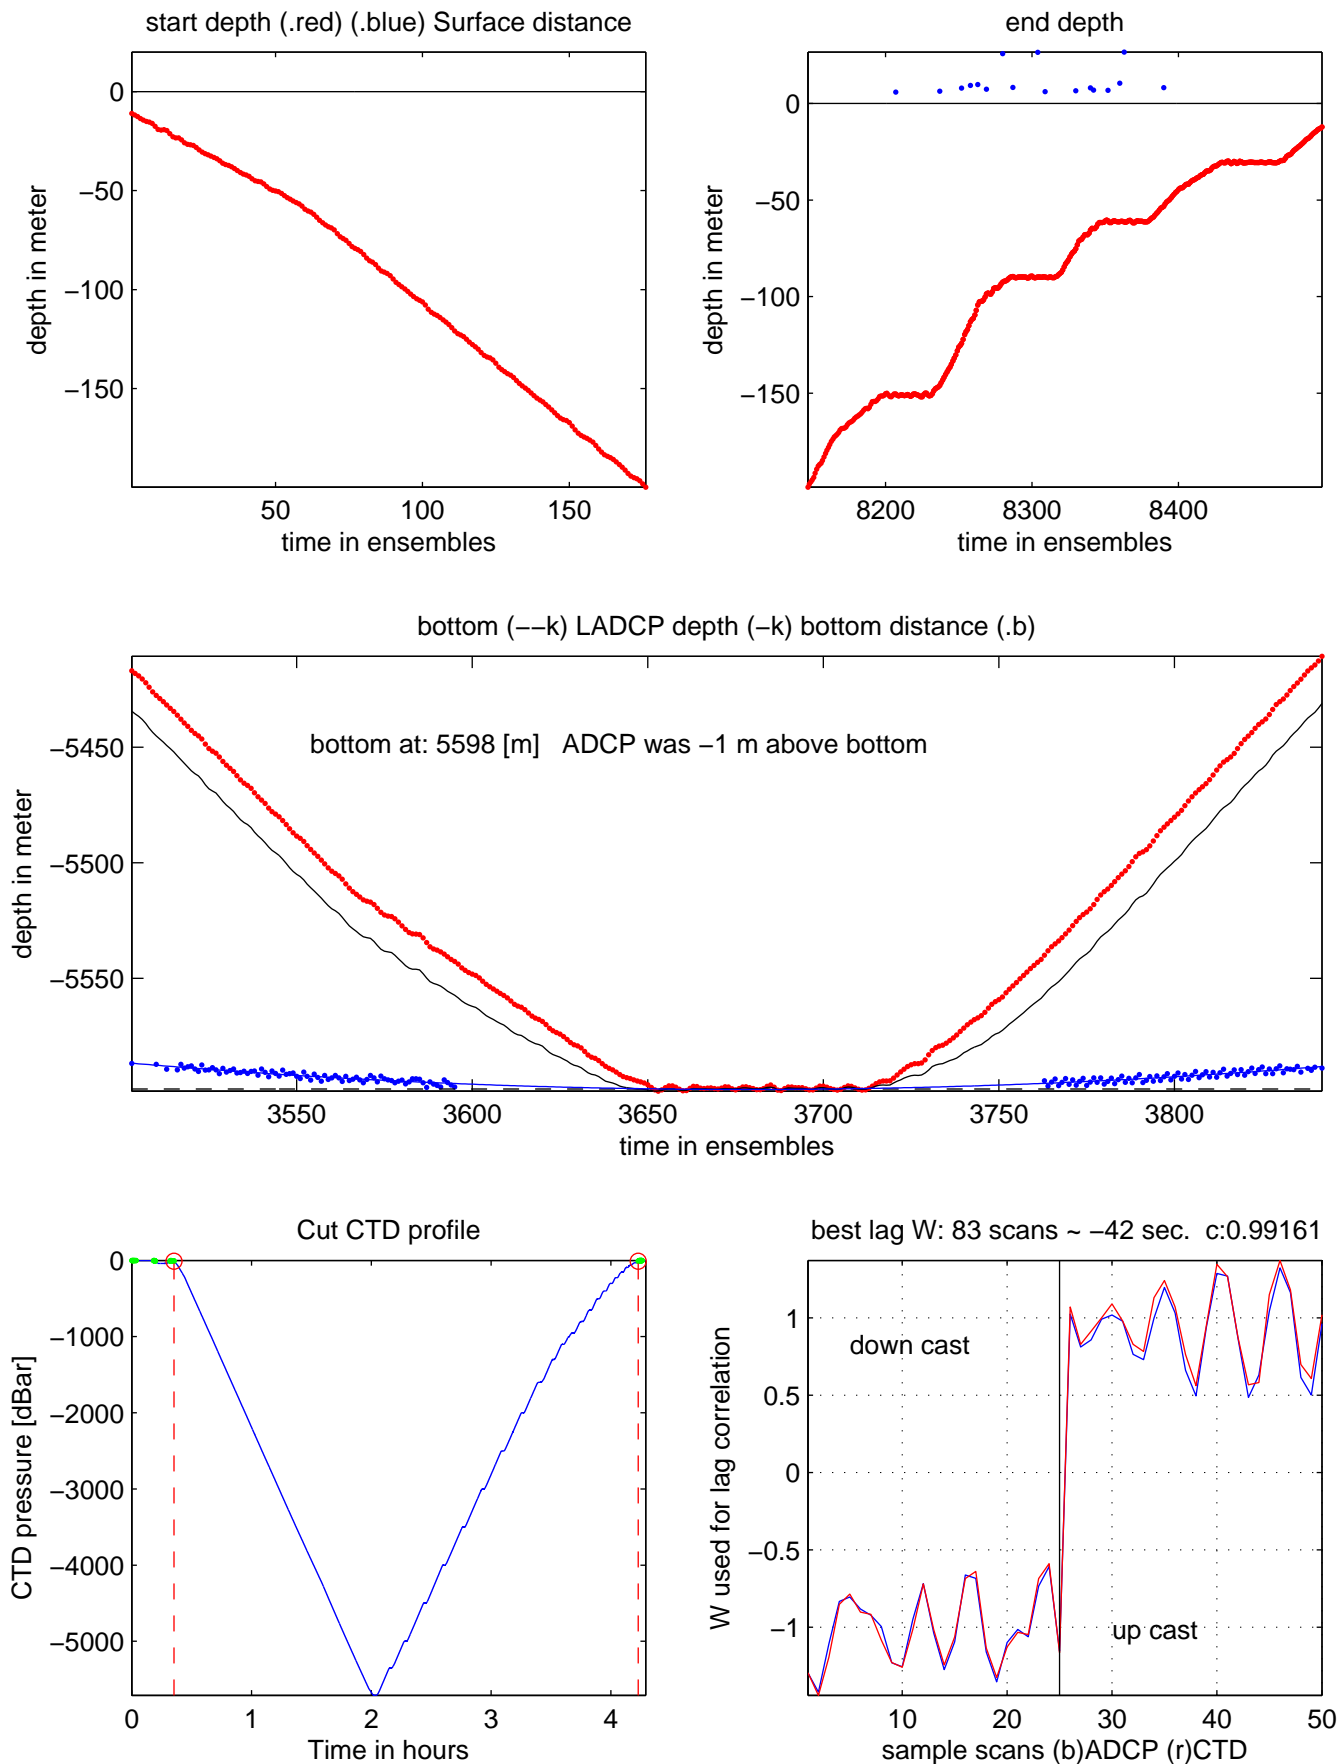 start depth (.red) (.blue) Surface distance
0
−50
−100
−150
depth in meter
50
100
150
time in ensembles
end depth
0
−50
−100
−150
depth in meter
8200
8300
8400
time in ensembles
bottom (−−k) LADCP depth (−k) bottom distance (.b)
bottom at: 5598 [m]   ADCP was −1 m above bottom
−5450
−5500
−5550
depth in meter
3550
3600
3650
3700
3750
3800
time in ensembles
Cut CTD profile
0
−1000
−2000
−3000
−4000
−5000
CTD pressure [dBar]
0
1
2
3
4
Time in hours
best lag W: 83 scans ~ −42 sec.  c:0.99161
down cast
up cast
1
0.5
0
−0.5
−1
W used for lag correlation
10
20
30
40
50
sample scans (b)ADCP (r)CTD